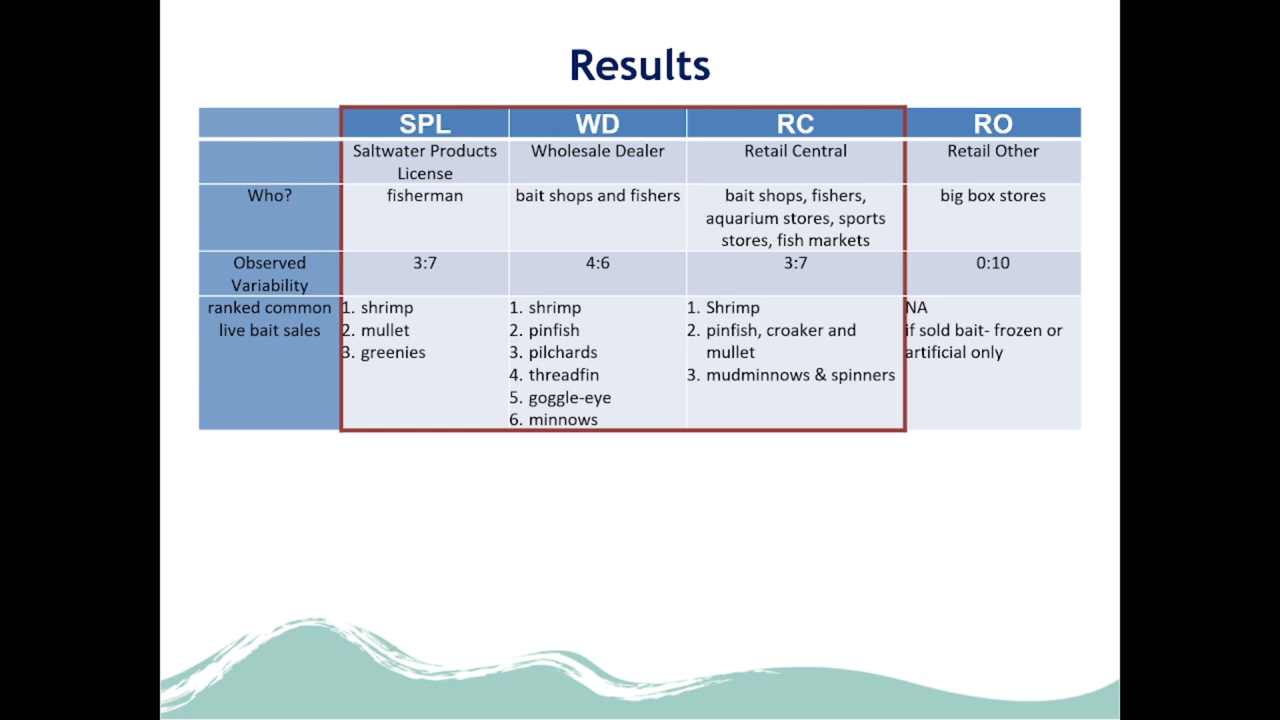 Results
SPL WD RC RO
Saltwater Products License Wholesale Dealer Retail Central Retail Other
Who? fisherman bait shops and fishers bait shops, fishers, aquarium stores, sports stores, fish markets big box stores
Observed Variability 3:7 4:6 3:7 0:10
ranked common live bait sales
1. shrimp
2. mullet
3. greenies
1. shrimp
2. pinfish
3. pilchards
4. threadfin
5. goggle-eye
6. minnows
1. Shrimp
2. pinfish, croaker and
mullet
3. mudminnows & spinners
NA
if sold bait- frozen or
artificial only